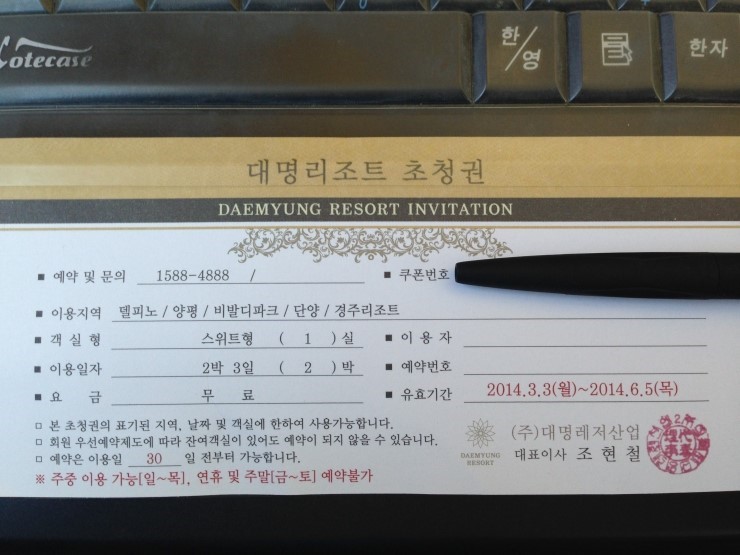 Notecase
한/영
한자
대명리조트 초청권
DAEMYUNG RESORT INVITATION
■ 예약 및 문의 1588-4888 / ■ 쿠폰번호
■ 이용지역 델피노 / 양평 / 비발디파크 / 단양 / 경주리조트
■ 객 실 형 스위트형 ( 1 ) 실 ■ 이 용 자
■ 이용일자 2박 3일 ( 2 ) 박 ■ 예약번호
■ 요 금 무 료 ■ 유효기간 2014.3.3(월)~2014.6.5(목)
□ 본 초청권의 표기된 지역, 날짜 및 객실에 한하여 사용가능합니다.
□ 회원 우선예약제도에 따라 잔여객실이 있어도 예약이 되지 않을 수 있습니다.
□ 예약은 이용일 30 일 전부터 가능합니다.
※ 주중 이용 가능[일~목], 연휴 및 주말[금~토] 예약불가
DAEMYUNG
RESORT
(주)대명레저산업
대표이사 조현철